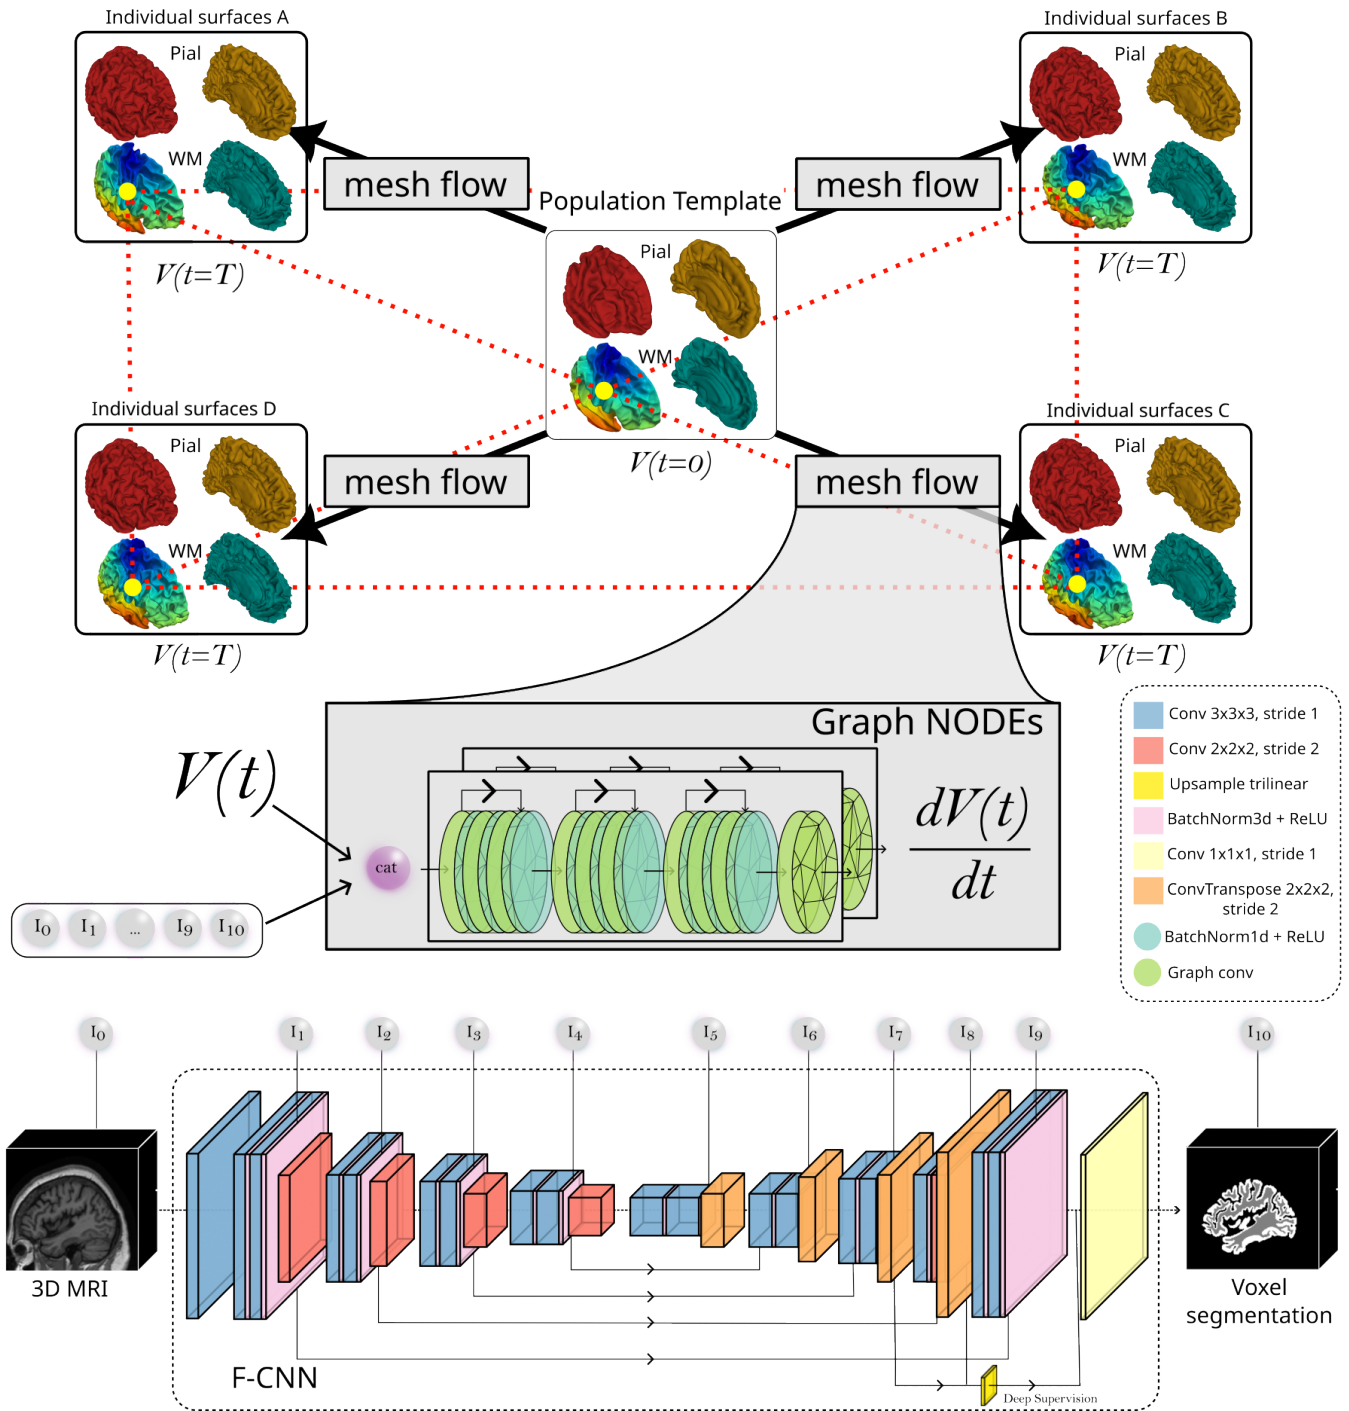 Individual surfaces A
Pial
WM
V(t=T)
Individual surfaces B
Pial
WM
V(t=T)
mesh flow
mesh flow
Population Template
Pial
WM
V(t=0)
Individual surfaces D
Pial
WM
V(t=T)
Individual surfaces C
Pial
WM
V(t=T)
mesh flow
mesh flow
Graph NODEs
V(t)
cat
dV(t)
dt
I0 I1 ... I9 I10
Conv 3x3x3, stride 1
Conv 2x2x2, stride 2
Upsample trilinear
BatchNorm3d + ReLU
Conv 1x1x1, stride 1
ConvTranspose 2x2x2,
stride 2
BatchNorm1d + ReLU
Graph conv
I0 I1 I2 I3 I4 I5 I6 I7 I8 I9 I10
3D MRI
Voxel
segmentation
F-CNN
Deep Supervision